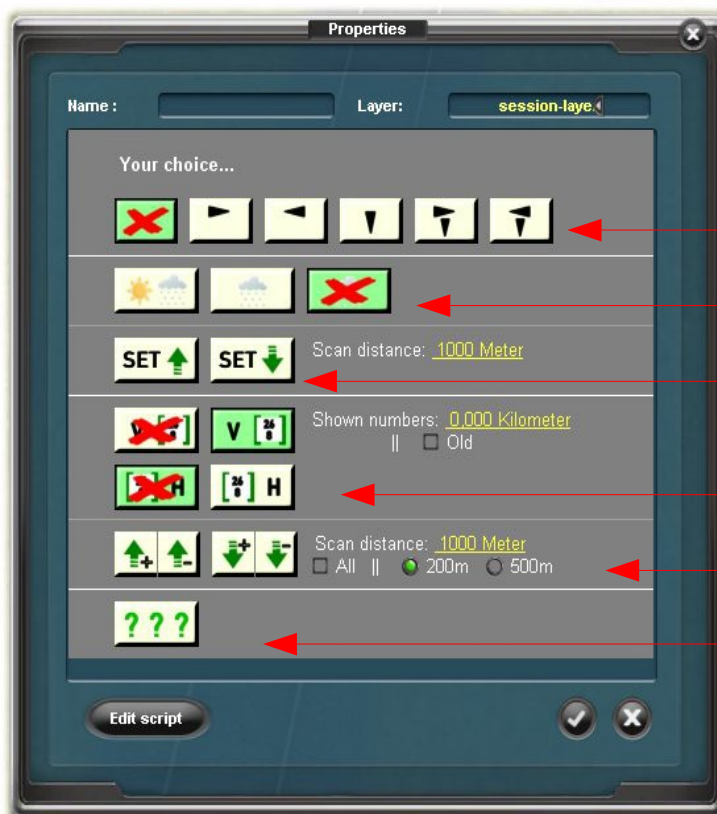 Properties
Name :
Layer: session-laye
Your choice...
SET SET Scan distance: 1000 Meter
V Shown numbers: 0,000 Kilometer
|| Old
H H
Scan distance: 1000 Meter
All || 200m 500m
? ? ?
Edit script